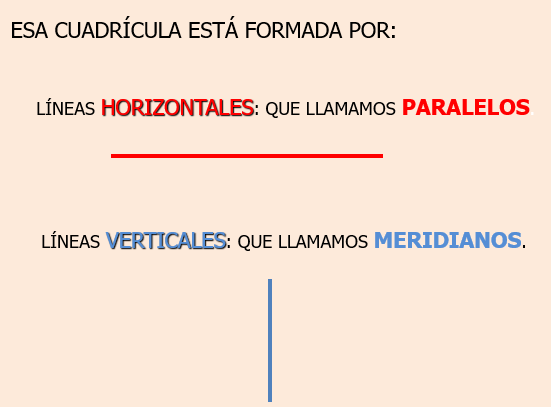 ESA CUADRÍCULA ESTÁ FORMADA POR:
LÍNEAS HORIZONTALES: QUE LLAMAMOS PARALELOS
LÍNEAS VERTICALES: QUE LLAMAMOS MERIDIANOS.